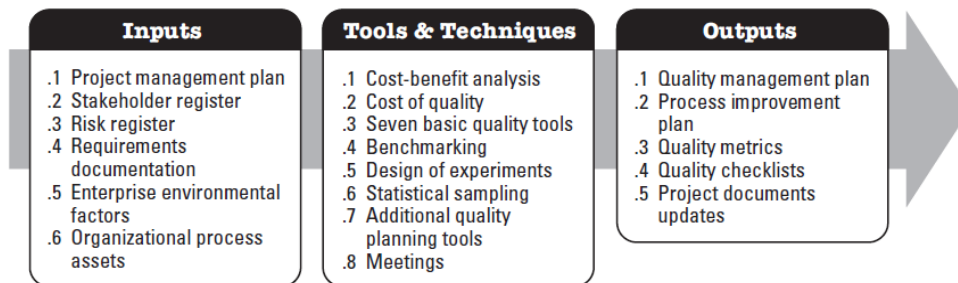 Inputs
.1 Project management plan
.2 Stakeholder register
.3 Risk register
.4 Requirements
documentation
.5 Enterprise environmental
factors
.6 Organizational process
assets
Tools & Techniques
.1 Cost-benefit analysis
.2 Cost of quality
.3 Seven basic quality tools
.4 Benchmarking
.5 Design of experiments
.6 Statistical sampling
.7 Additional quality
planning tools
.8 Meetings
Outputs
.1 Quality management plan
.2 Process improvement
plan
.3 Quality metrics
.4 Quality checklists
.5 Project documents
updates